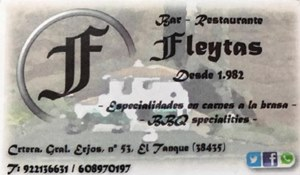 Bar - Restaurante
F Fleytas
Desde 1.982
- Especialidades en carnes a la brasa -
- BBQ specialities -
Crtera. Gral. Erjos. nº 53. El Tanque (38435)
T: 922136631 / 608970197